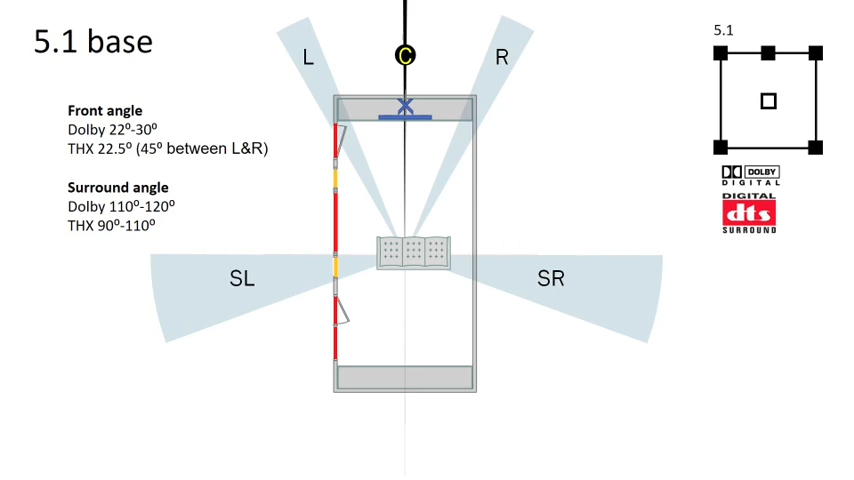 5.1 base
L
C
R
5.1
Front angle
Dolby 22º-30º
THX 22.5º (45º between L&R)
Surround angle
Dolby 110º-120º
THX 90º-110º
DOLBY
DIGITAL
DIGITAL
dts
SURROUND
SL
SR